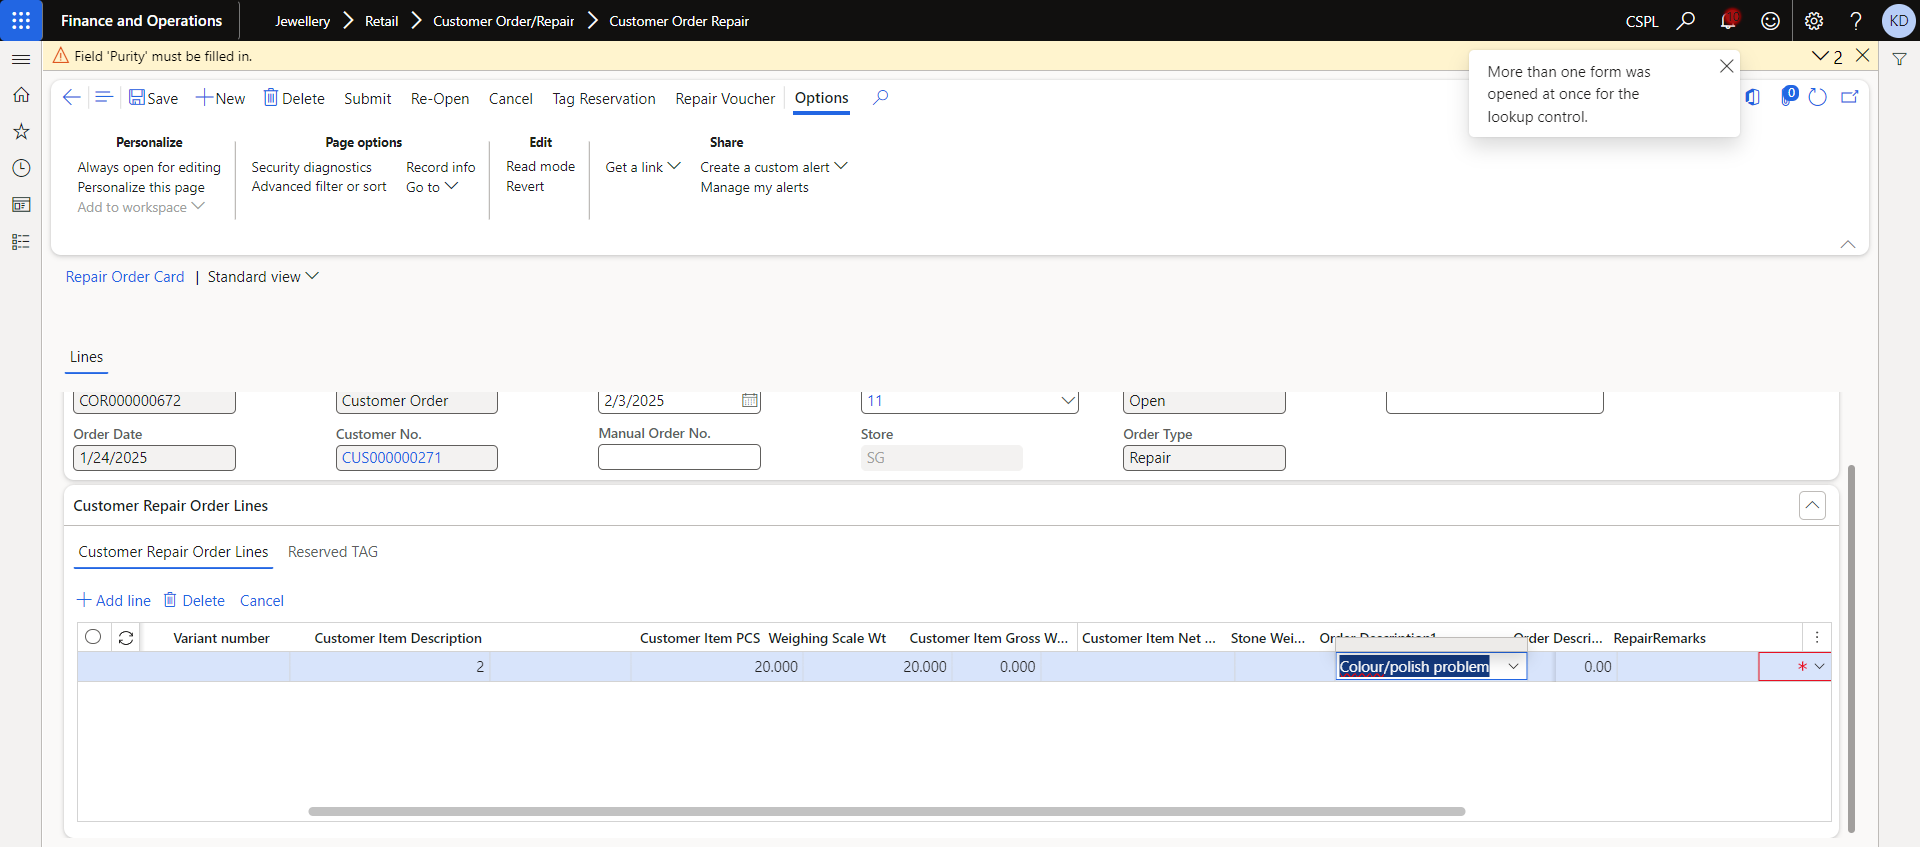 Finance and Operations
Jewellery
Retail
Customer Order/Repair
Customer Order Repair
CSPL
KD
Field 'Purity' must be filled in.
2
More than one form was
opened at once for the
lookup control.
Save
New
Delete
Submit
Re-Open
Cancel
Tag Reservation
Repair Voucher
Options
0
Personalize
Always open for editing
Personalize this page
Add to workspace
Page options
Security diagnostics
Advanced filter or sort
Record info
Go to
Edit
Read mode
Revert
Get a link
Share
Create a custom alert
Manage my alerts
Repair Order Card | Standard view
Lines
COR000000672
Customer Order
2/3/2025
11
Open
Order Date
Customer No.
Manual Order No.
Store
Order Type
1/24/2025
CUS000000271
SG
Repair
Customer Repair Order Lines
Customer Repair Order Lines
Reserved TAG
Add line
Delete
Cancel
Variant number
Customer Item Description
Customer Item PCS
Weighing Scale Wt
Customer Item Gross W...
Customer Item Net ...
Stone Wei...
Order Description1
Order Descri...
RepairRemarks
2
20.000
20.000
0.000
Colour/polish problem
0.00
*